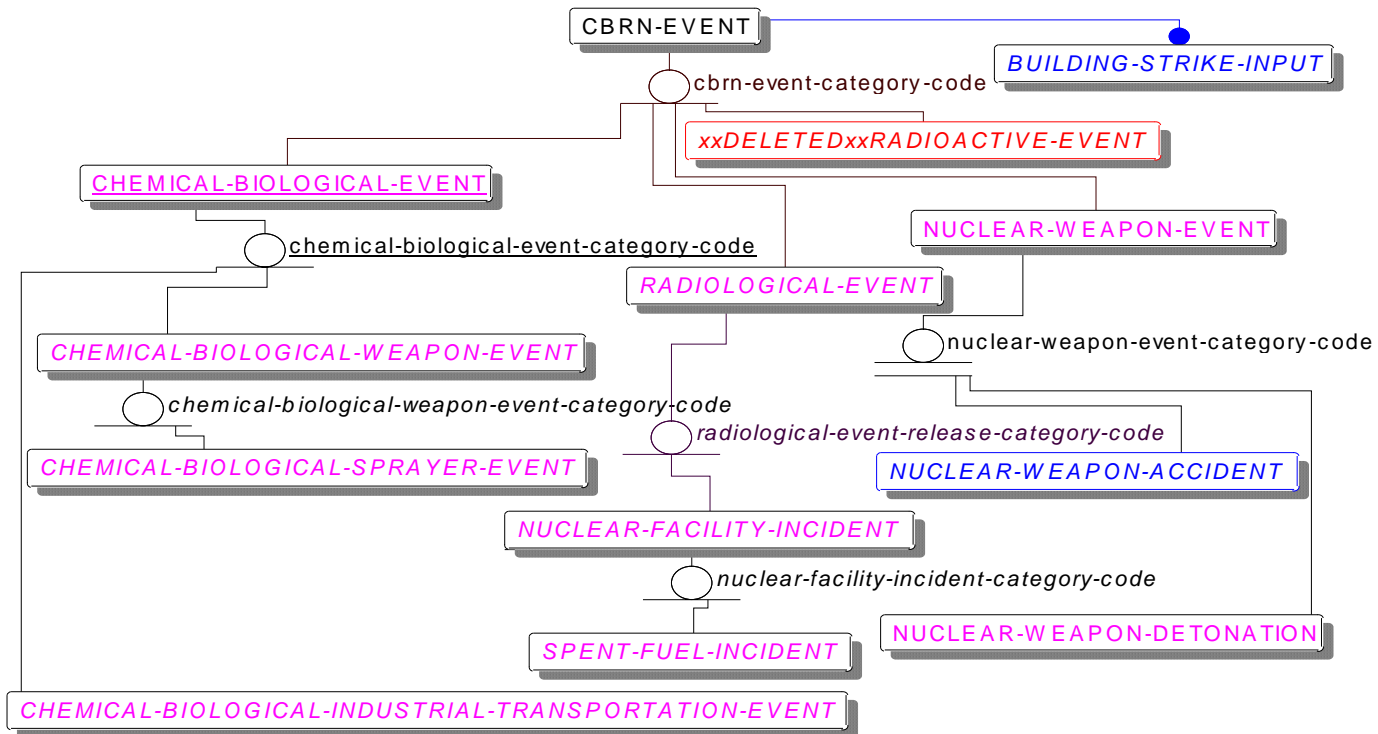 CBRN-EVENT
BUILDING-STRIKE-INPUT
cbrn-event-category-code
xxDELETEDxxRADIOACTIVE-EVENT
CHEMICAL-BIOLOGICAL-EVENT
NUCLEAR-WEAPON-EVENT
chemical-biological-event-category-code
RADIOLOGICAL-EVENT
CHEMICAL-BIOLOGICAL-WEAPON-EVENT
nuclear-weapon-event-category-code
chemical-biological-weapon-event-category-code
radiological-event-release-category-code
CHEMICAL-BIOLOGICAL-SPRAYER-EVENT
NUCLEAR-WEAPON-ACCIDENT
NUCLEAR-FACILITY-INCIDENT
nuclear-facility-incident-category-code
NUCLEAR-WEAPON-DETONATION
SPENT-FUEL-INCIDENT
CHEMICAL-BIOLOGICAL-INDUSTRIAL-TRANSPORTATION-EVENT